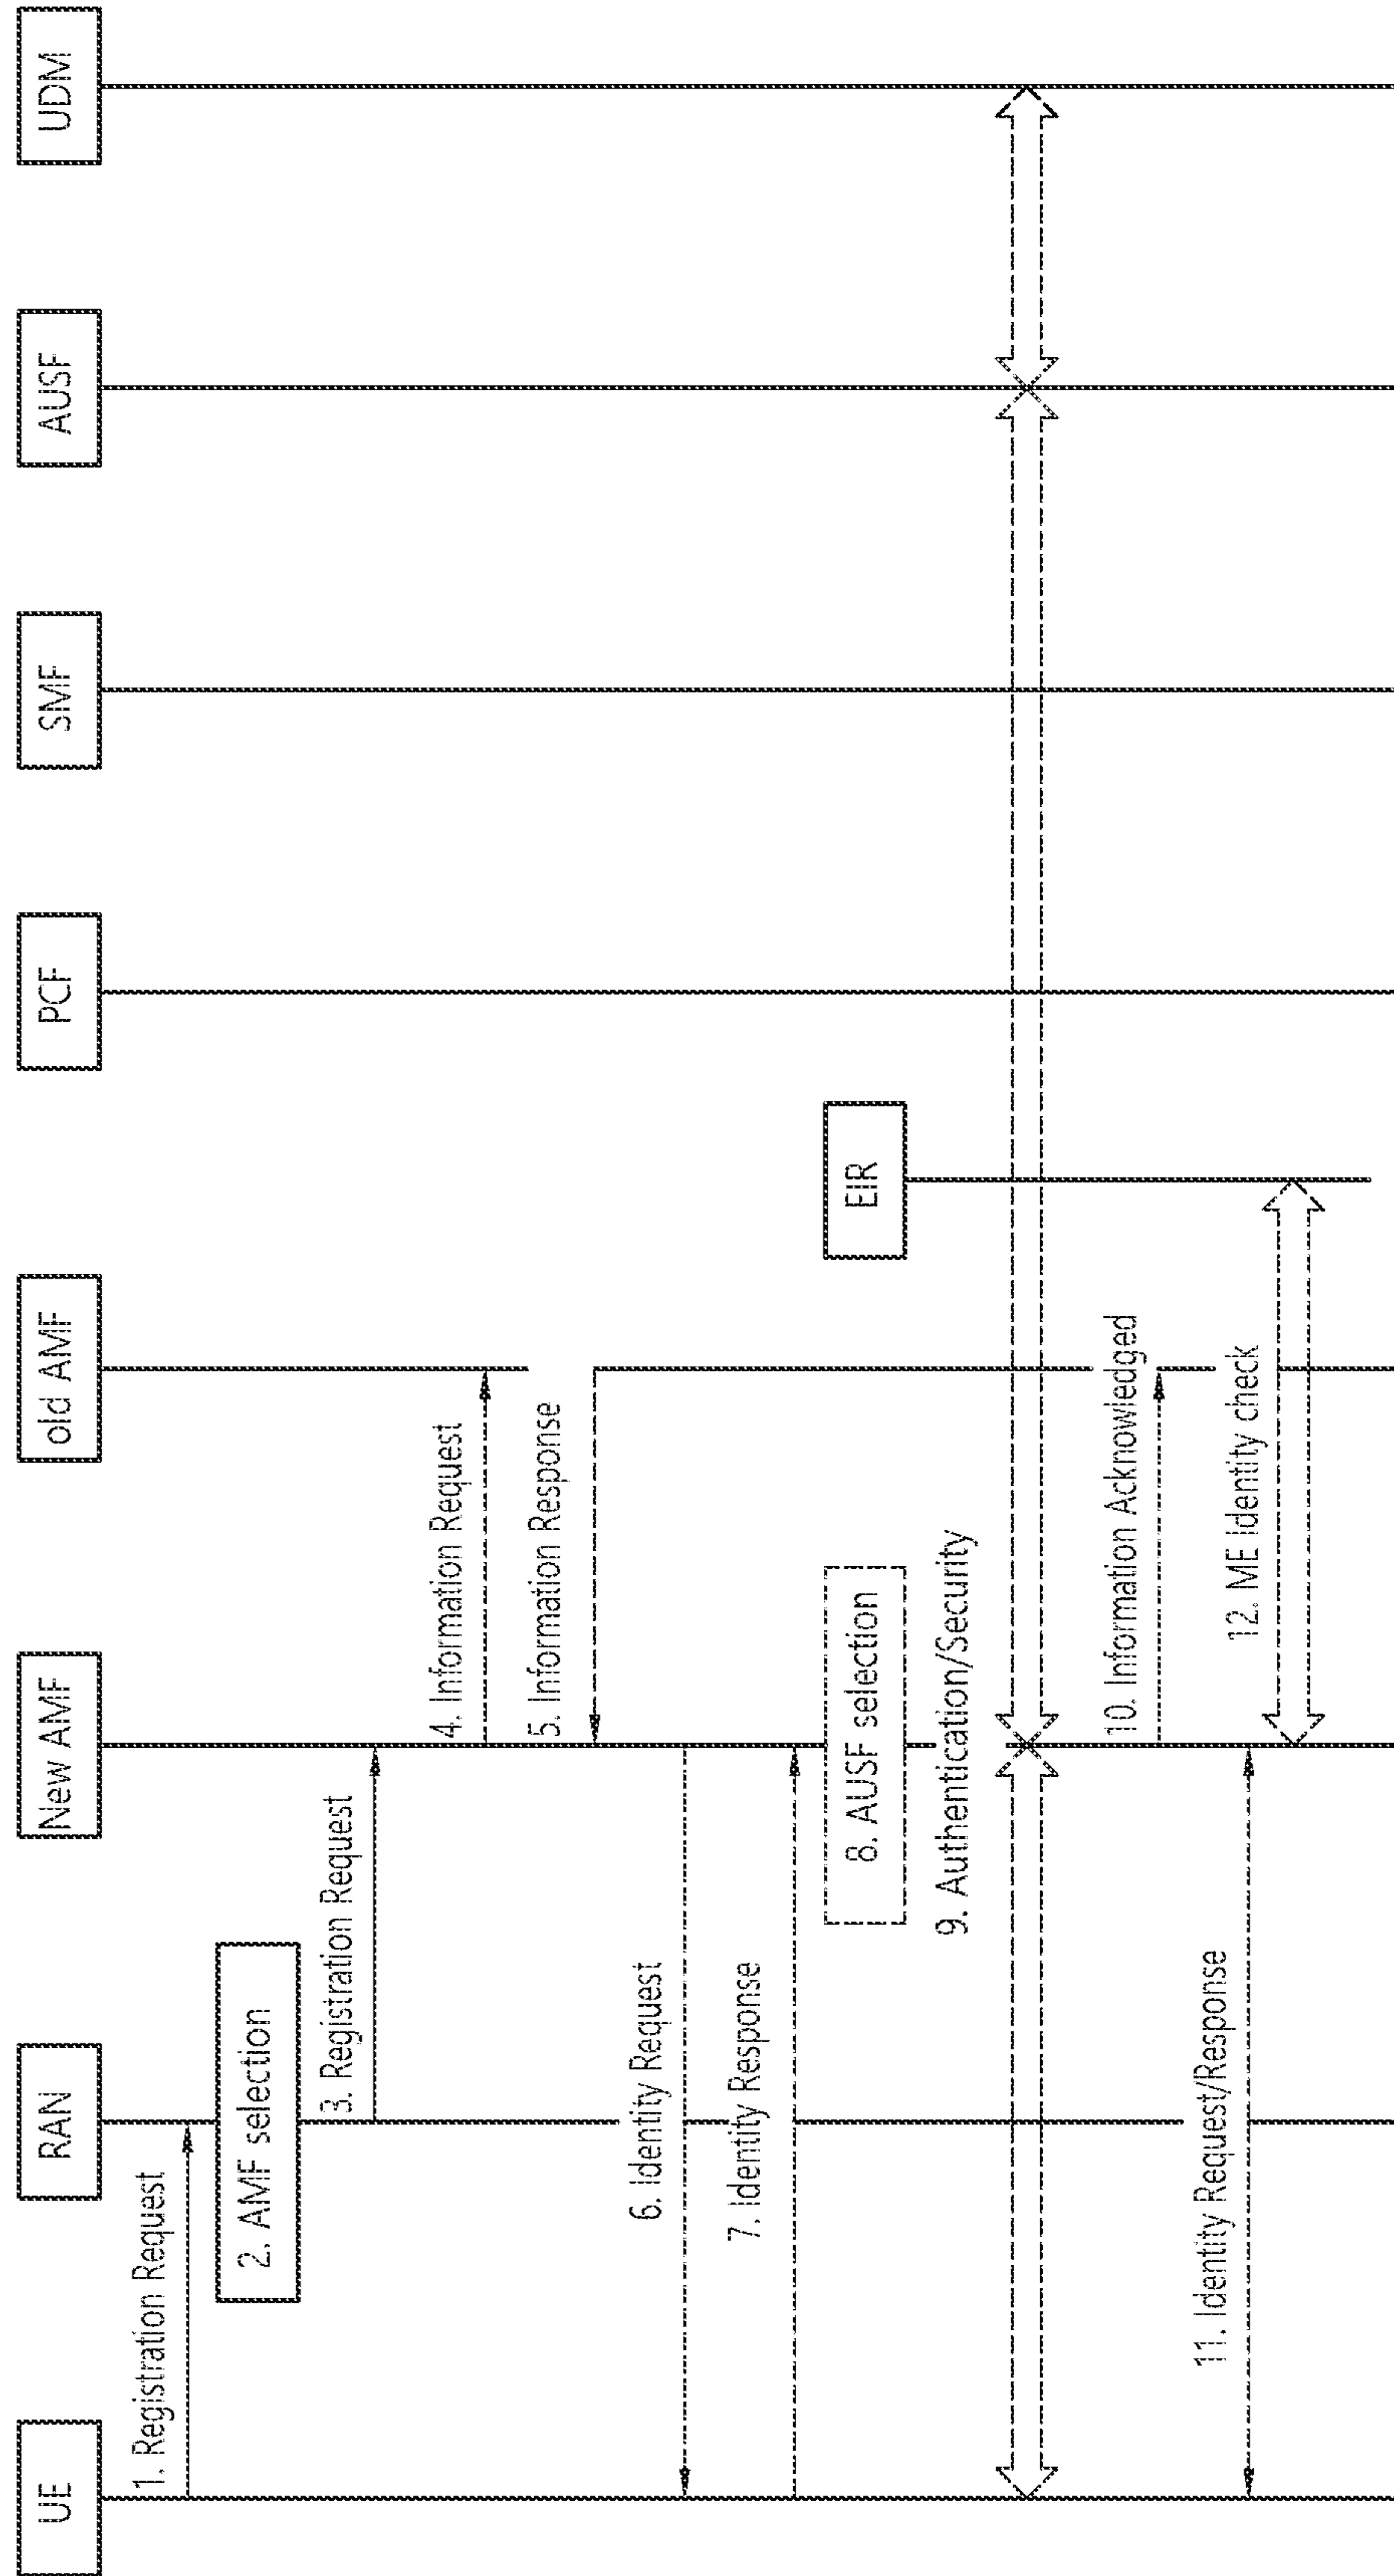 UE
RAN
New AMF
old AMF
PCF
SMF
AUSF
UDM
1. Registration Request
2. AMF selection
3. Registration Request
4. Information Request
5. Information Response
6. Identity Request
7. Identity Response
8. AUSF selection
EIR
9. Authentication/Security
10. Information Acknowledged
11. Identity Request/Response
12. ME Identity check